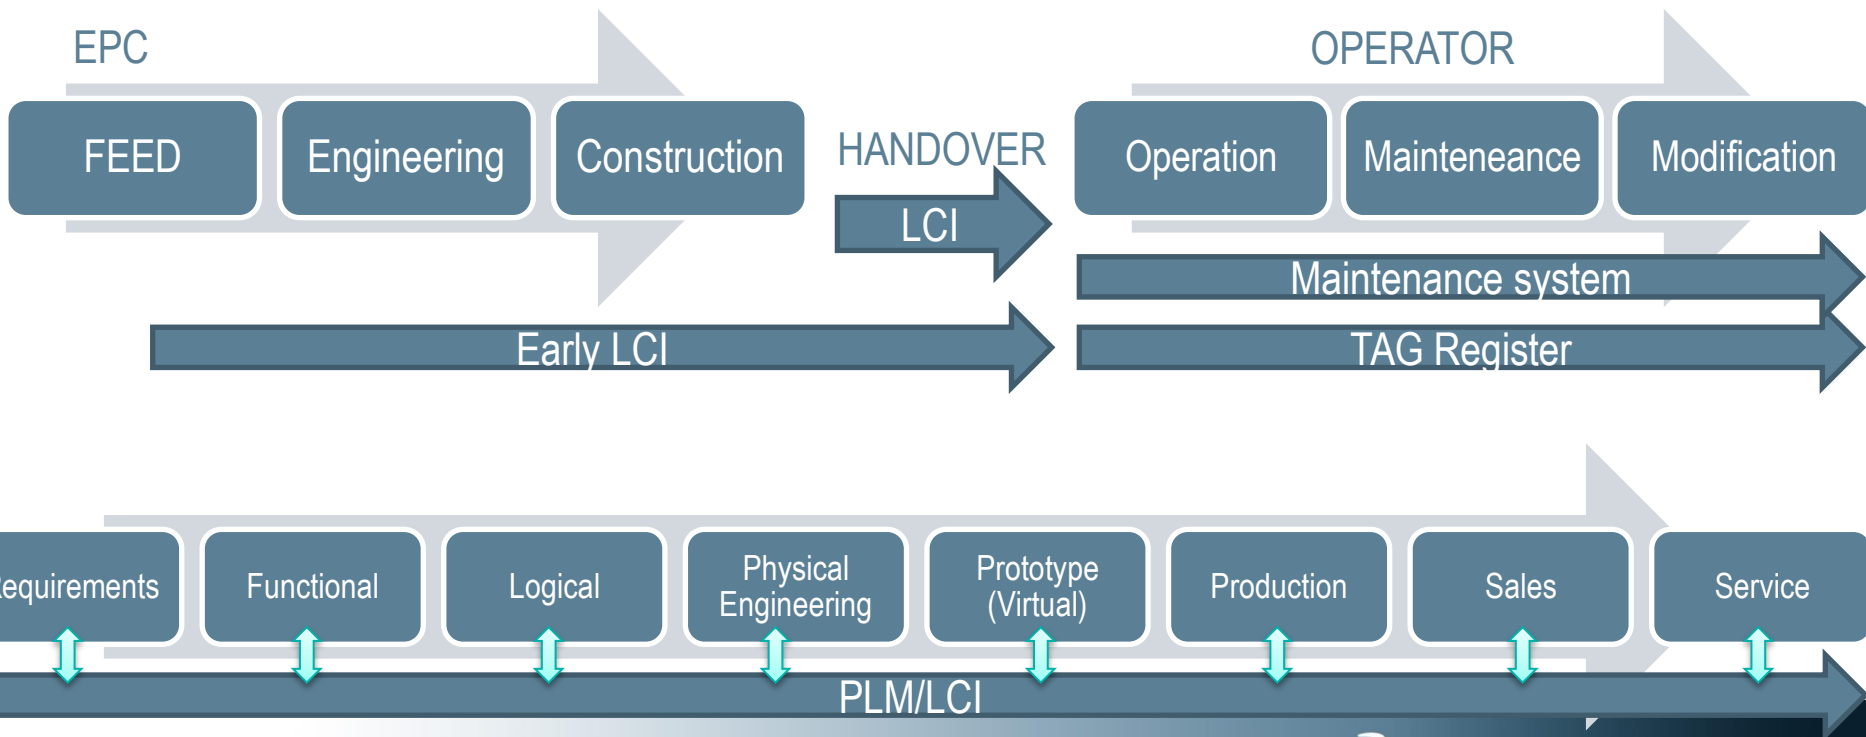 EPC
OPERATOR
FEED
Engineering
Construction
HANDOVER
Operation
Mainteneance
Modification
LCI
Maintenance system
Early LCI
TAG Register
Requirements
Functional
Logical
Physical
Engineering
Prototype
(Virtual)
Production
Sales
Service
PLM/LCI